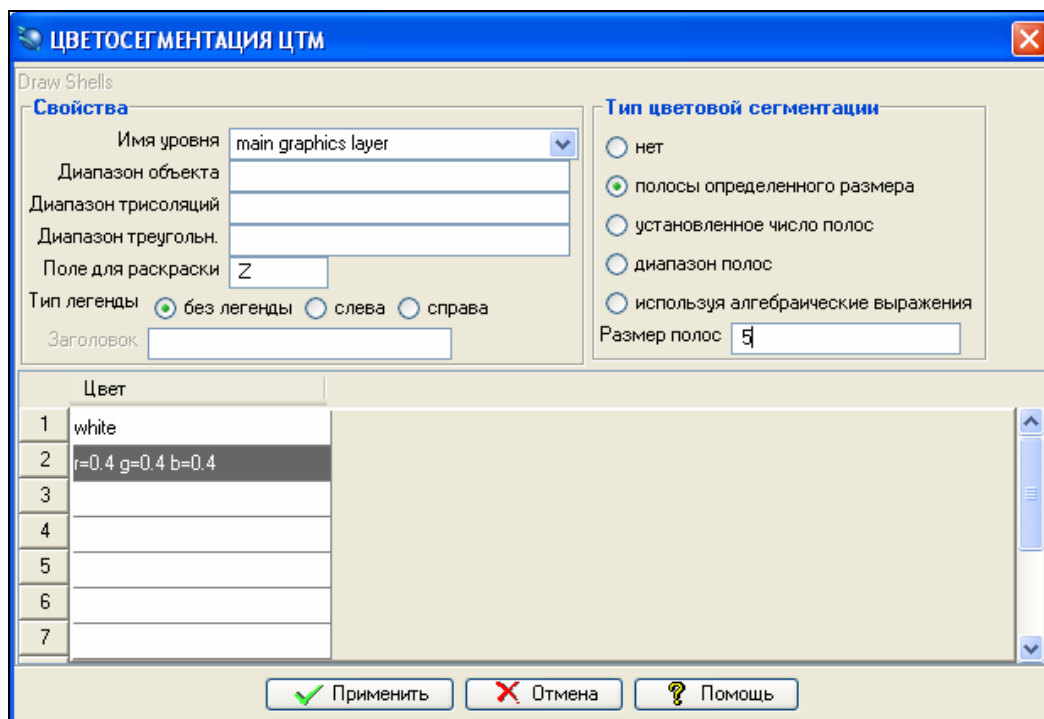 ЦВЕТОСЕГМЕНТАЦИЯ ЦТМ
Draw Shells
Свойства
Имя уровня main graphics layer
Диапазон объекта
Диапазон трисоляций
Диапазон треугольн.
Поле для раскраски Z
Тип легенды без легенды слева справа
Заголовок
Тип цветовой сегментации
нет
полосы определенного размера
установленное число полос
диапазон полос
используя алгебраические выражения
Размер полос 5
Цвет
1 white
2 r=0.4 g=0.4 b=0.4
3
4
5
6
7
Применить Отмена Помощь